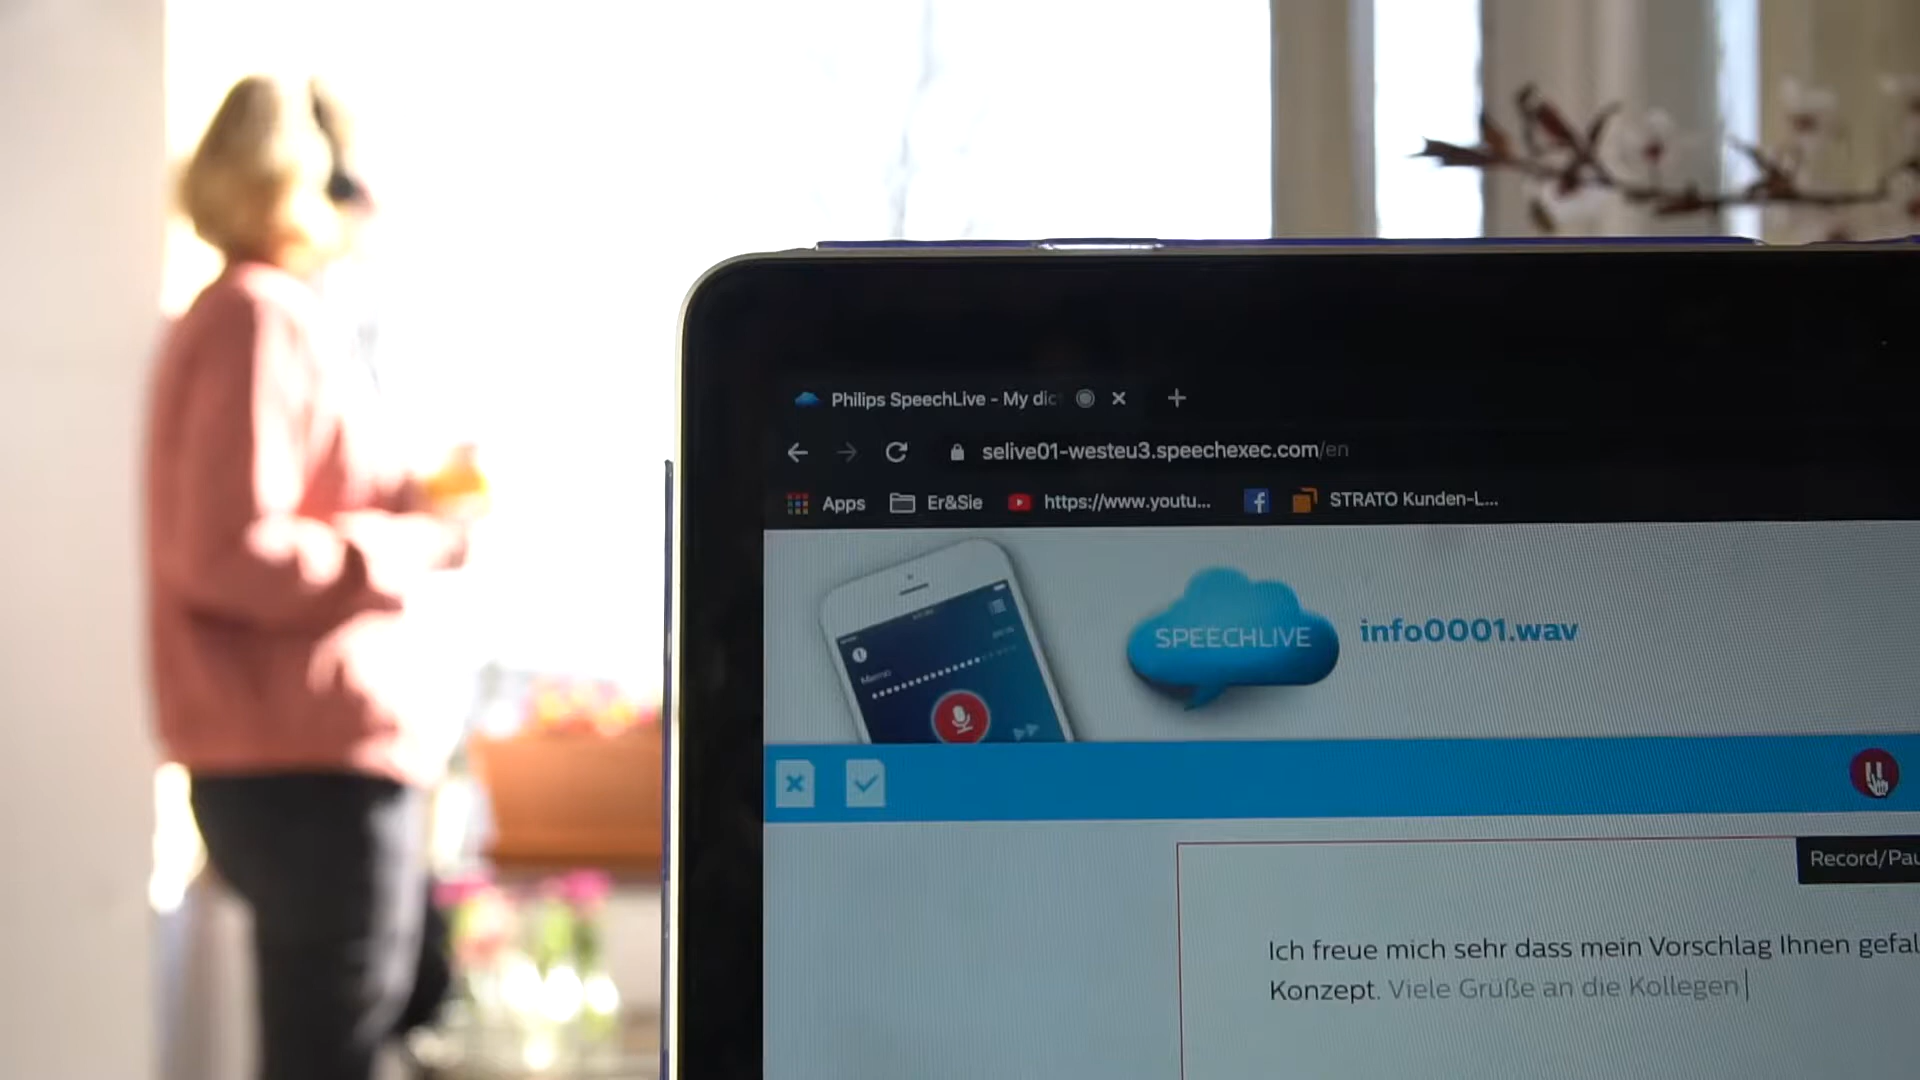 Philips SpeechLive - My dic
selive01-westeu3.speechexec.com/en
Apps Er&Sie https://www.youtu... STRATO Kunden-L...
Memo
SPEECHLIVE
info0001.wav
Record/Pau
Ich freue mich sehr dass mein Vorschlag Ihnen gefal
Konzept. Viele Grüße an die Kollegen